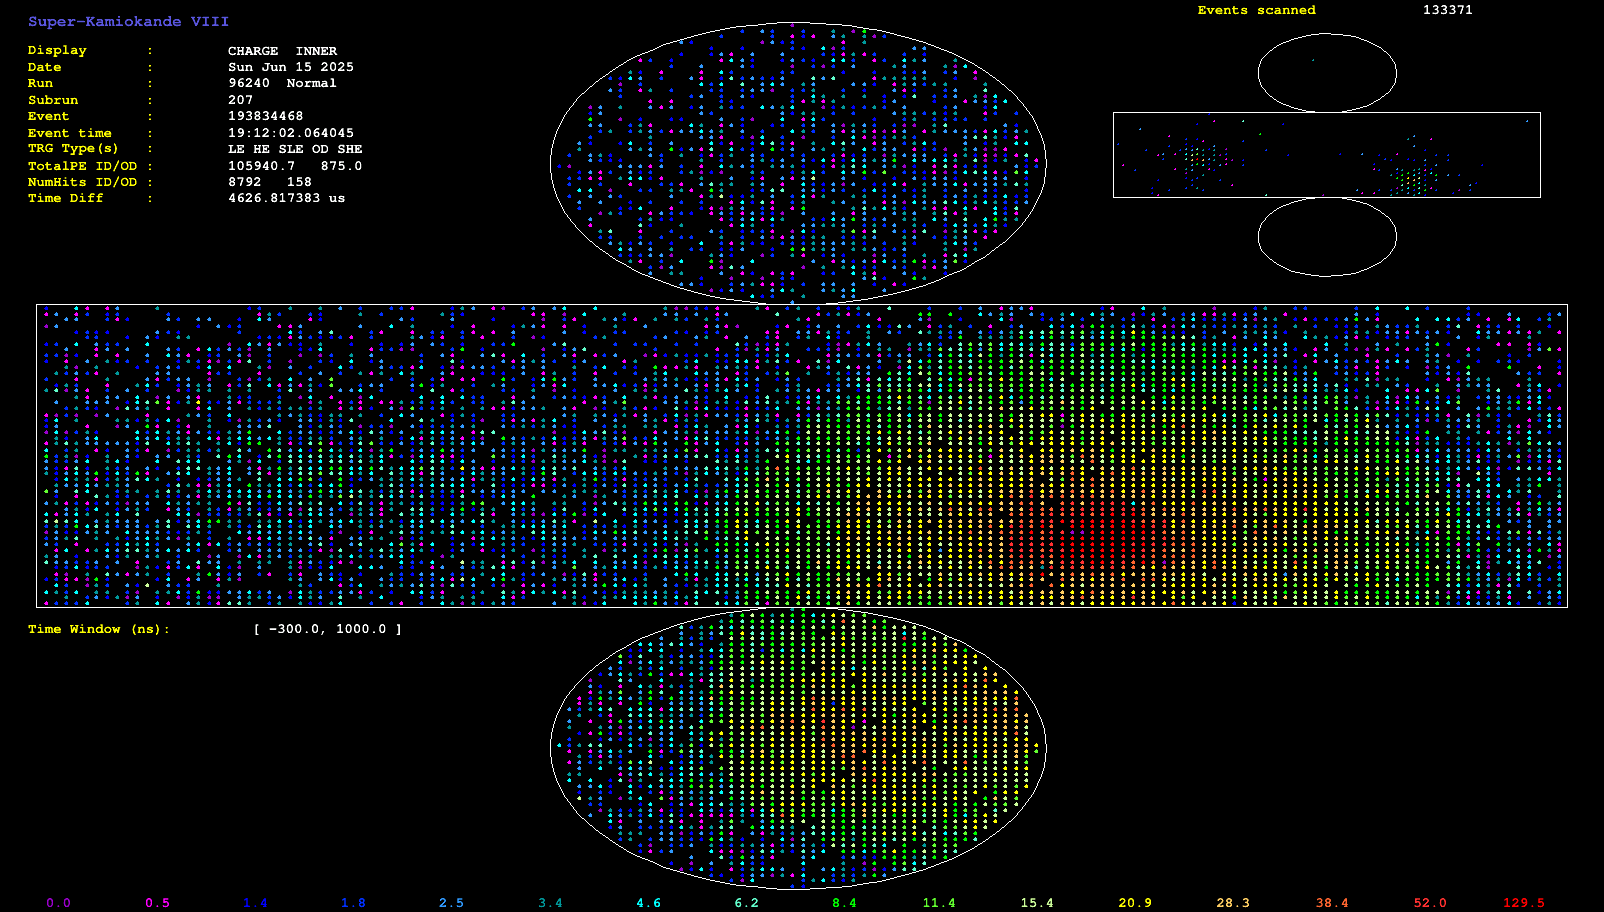 Super-Kamiokande VIII
Display : CHARGE INNER
Date : Sun Jun 15 2025
Run : 96240 Normal
Subrun : 207
Event : 193834468
Event time : 19:12:02.064045
TRG Type(s) : LE HE SLE OD SHE
TotalPE ID/OD : 105940.7 875.0
NumHits ID/OD : 8792 158
Time Diff : 4626.817383 us
Events scanned 133371
Time Window (ns): [ -300.0, 1000.0 ]
0.0 0.5 1.4 1.8 2.5 3.4 4.6 6.2 8.4 11.4 15.4 20.9 28.3 38.4 52.0 129.5